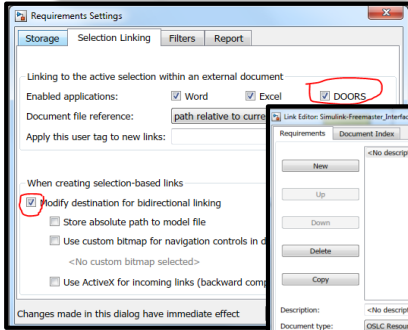 Requirements Settings
Storage Selection Linking Filters Report
Linking to the active selection within an external document
Enabled applications: Word Excel DOORS
Document file reference: path relative to curre
Apply this user tag to new links:
When creating selection-based links
Modify destination for bidirectional linking
Store absolute path to model file
Use custom bitmap for navigation controls in d
<No custom bitmap selected>
Use ActiveX for incoming links (backward comp
Changes made in this dialog have immediate effect
Link Editor: Simulink-Freemaster_Interfac
Requirements Document Index
<No descript
New
Up
Down
Delete
Copy
Description: <No descript
Document type: OSLC Resou